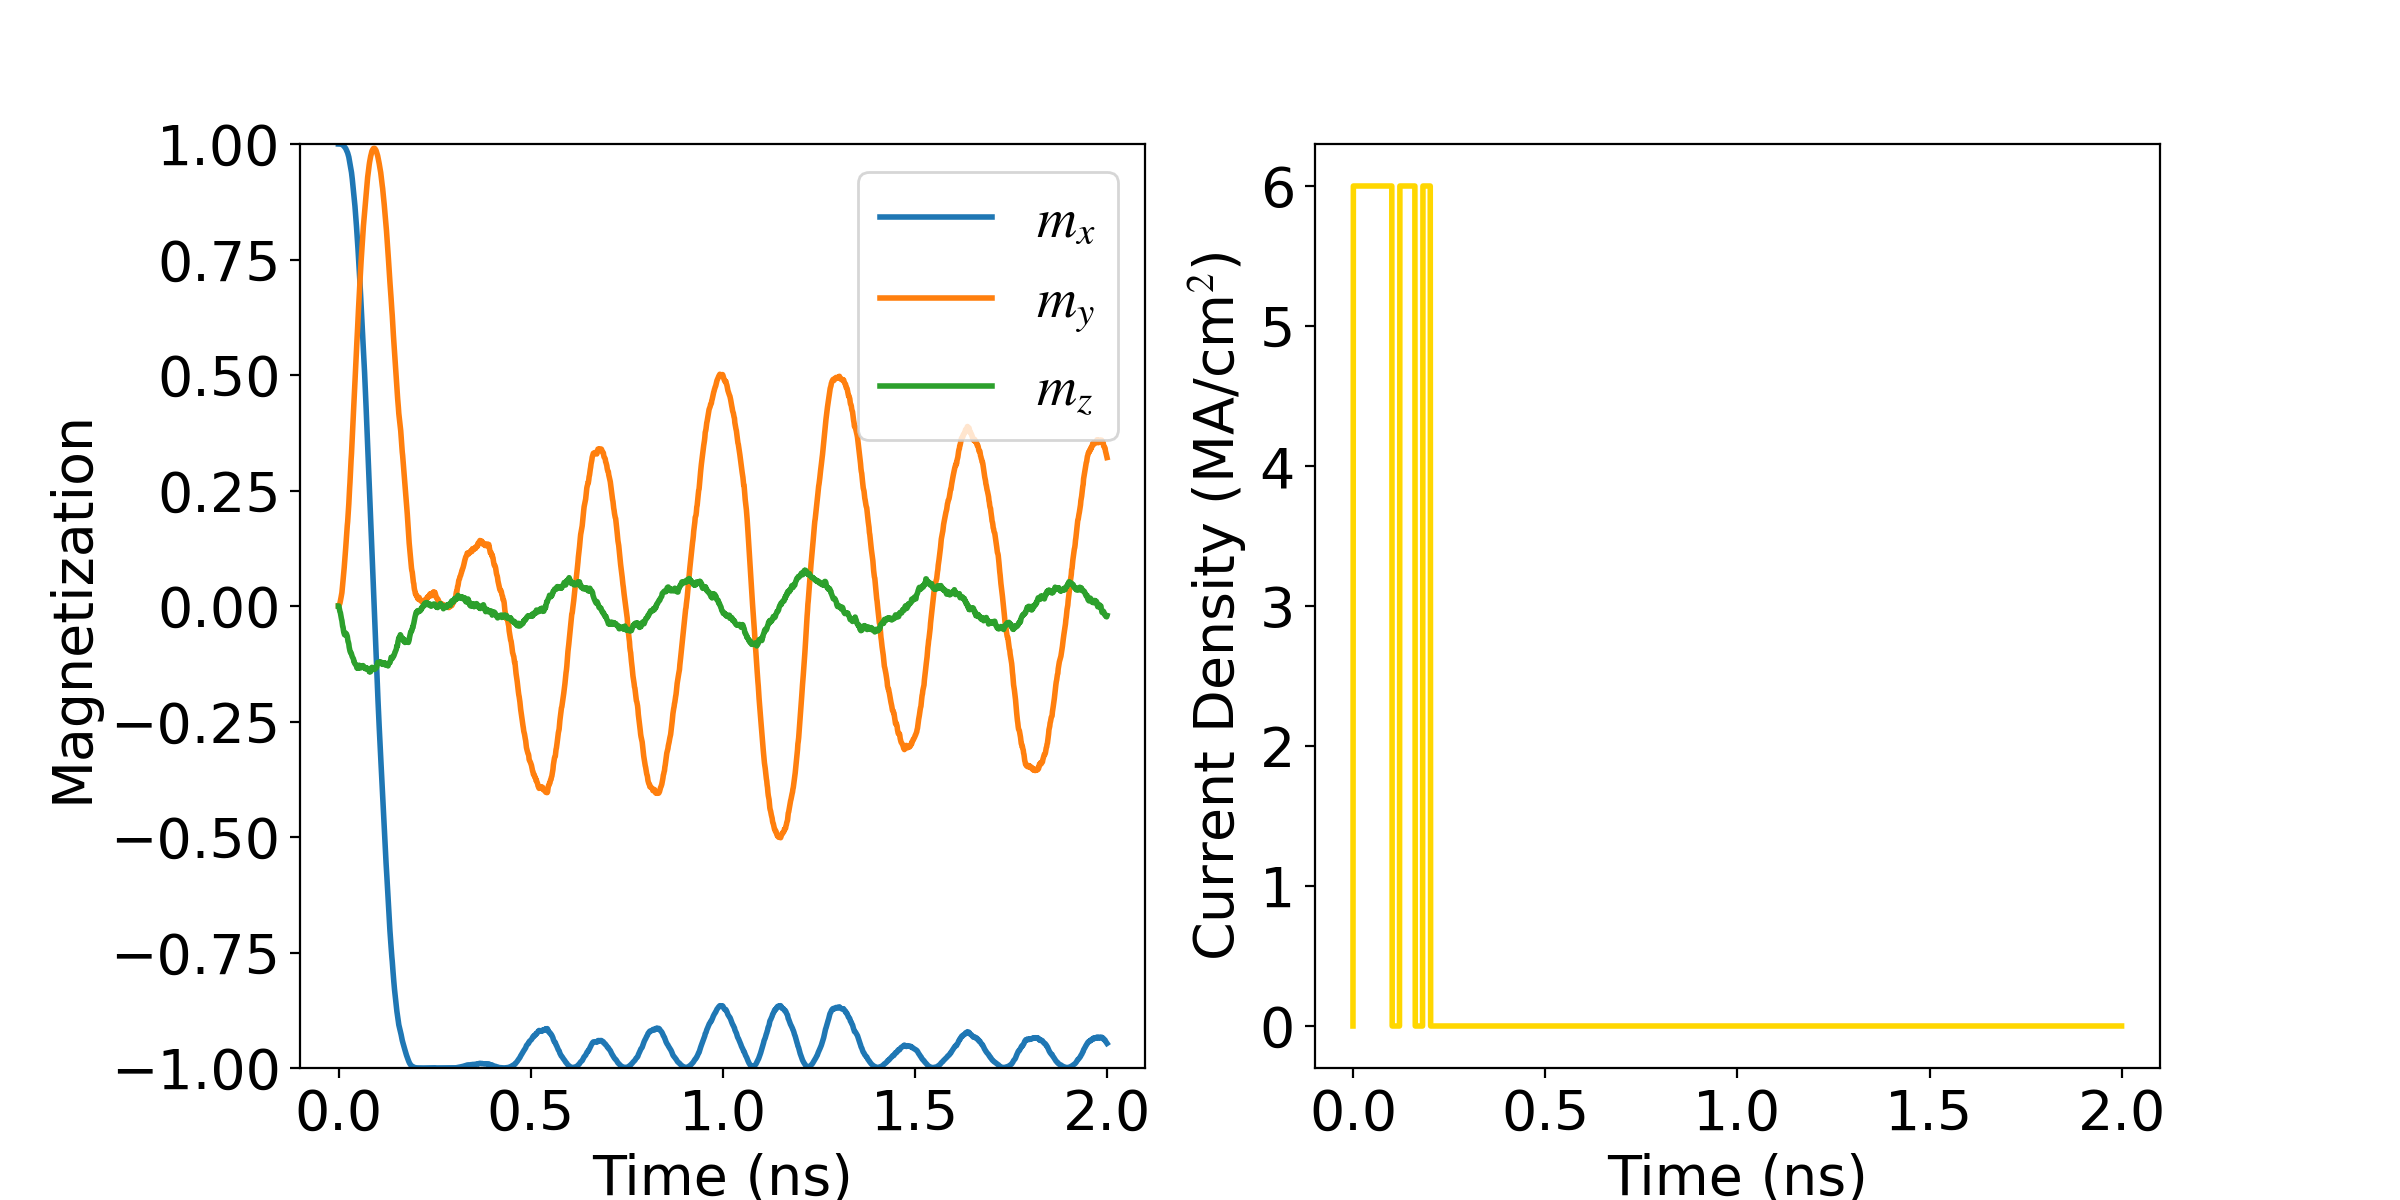 Magnetization
1.00
0.75
0.50
0.25
0.00
−0.25
−0.50
−0.75
−1.00
0.0 0.5 1.0 1.5 2.0
Time (ns)
m_x
m_y
m_z
Current Density (MA/cm²)
6
5
4
3
2
1
0
0.0 0.5 1.0 1.5 2.0
Time (ns)